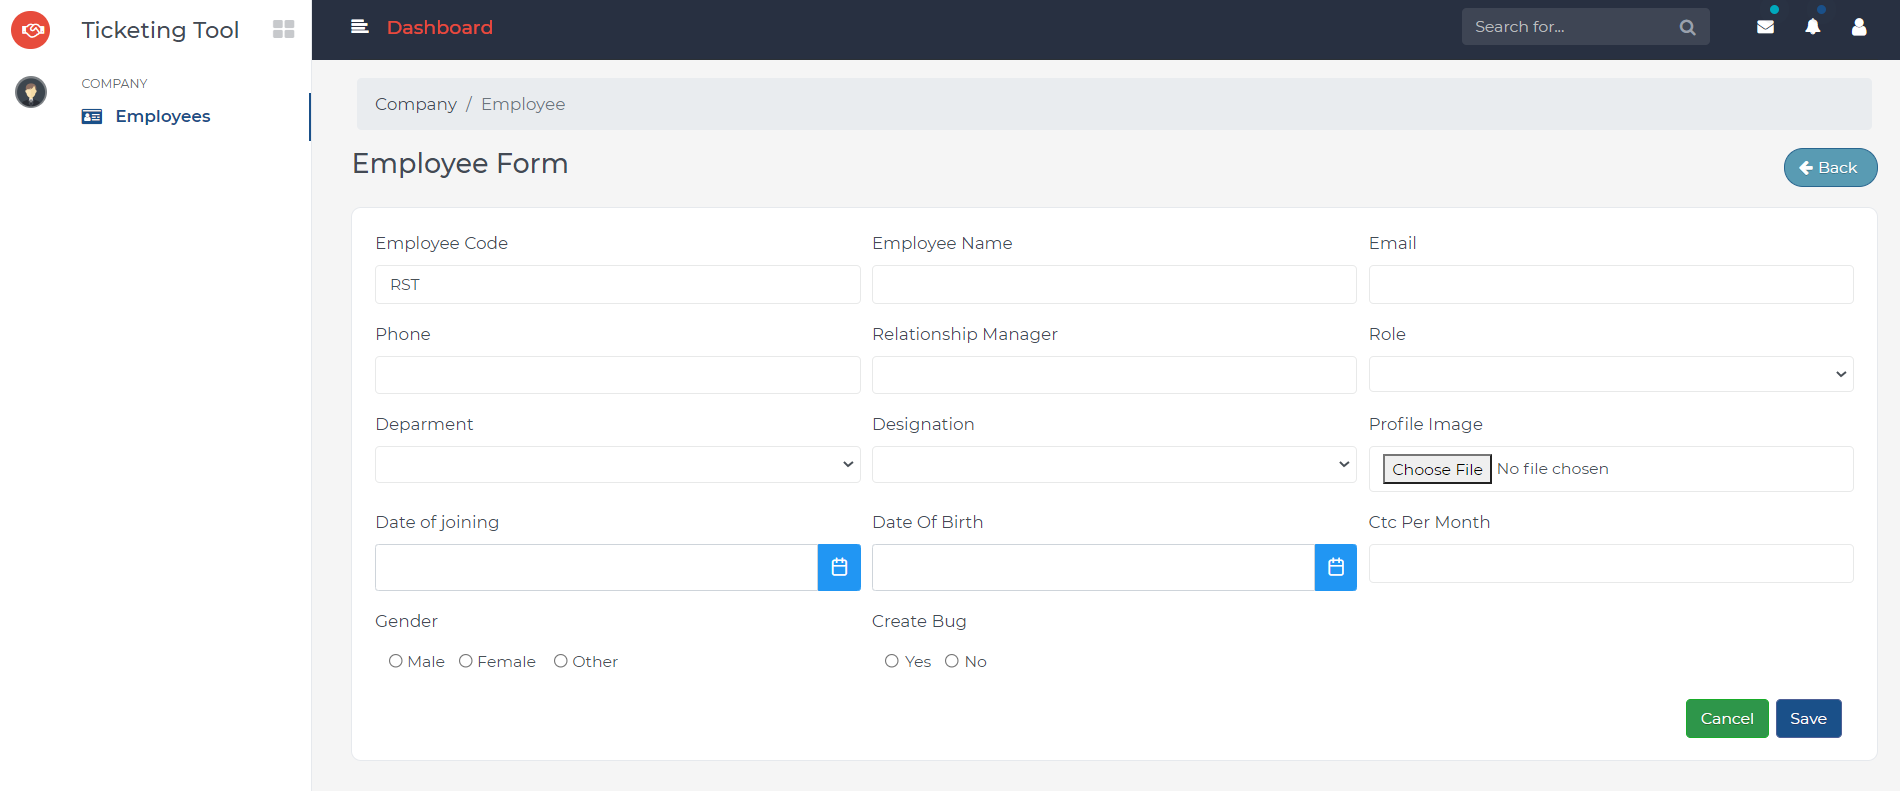 Ticketing Tool
Dashboard
Search for...
COMPANY
Employees
Company / Employee
Employee Form
Back
Employee Code
Employee Name
Email
RST
Phone
Relationship Manager
Role
Deparment
Designation
Profile Image
Choose File No file chosen
Date of joining
Date Of Birth
Ctc Per Month
Gender
Create Bug
Male Female Other
Yes No
Cancel
Save